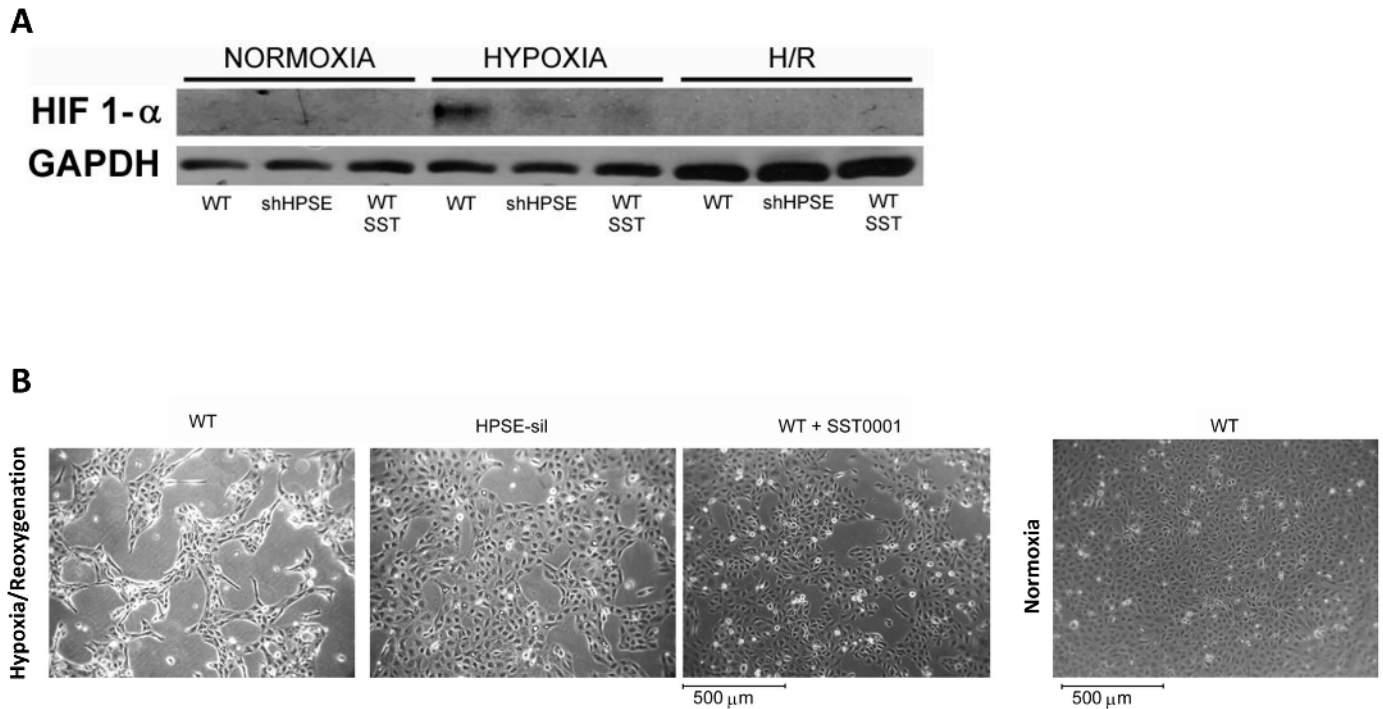 A
NORMOXIA HYPOXIA H/R
HIF 1-α
GAPDH
WT shHPSE WT SST WT shHPSE WT SST WT shHPSE WT SST
B
WT HPSE-sil WT + SST0001 WT
Hypoxia/Reoxygenation
Normoxia
500 μm 500 μm